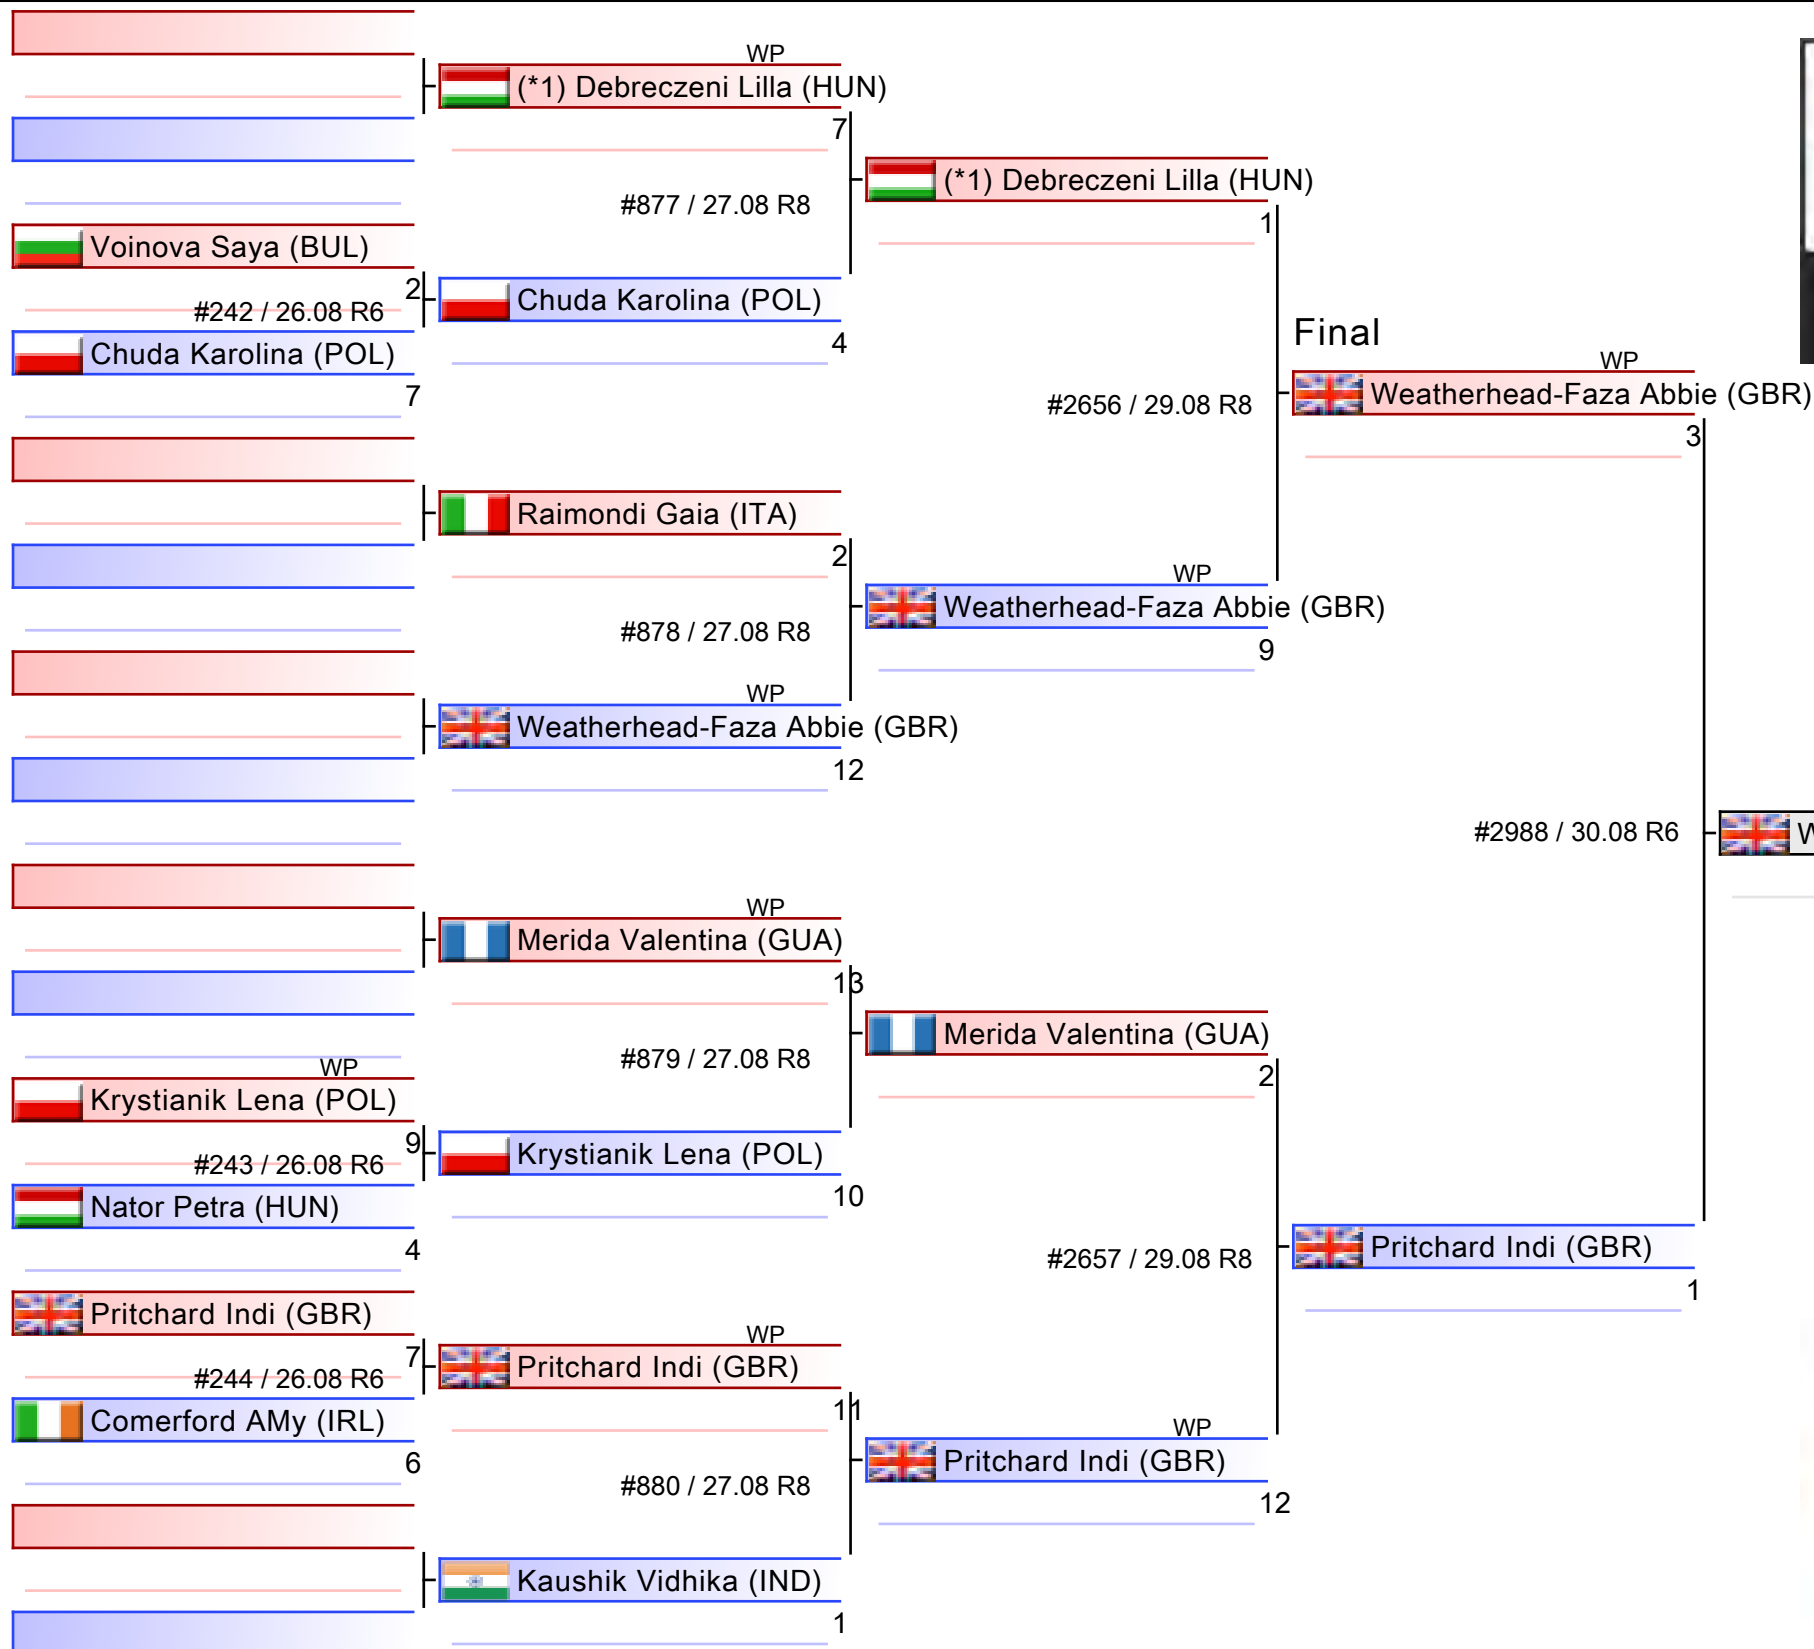 WP
(*1) Debreczeni Lilla (HUN)
7
(*1) Debreczeni Lilla (HUN)
#877 / 27.08 R8
1
Voinova Saya (BUL)
2
Chuda Karolina (POL)
#242 / 26.08 R6
Chuda Karolina (POL)
4
7
Final
WP
Weatherhead-Faza Abbie (GBR)
#2656 / 29.08 R8
3
Raimondi Gaia (ITA)
2
WP
Weatherhead-Faza Abbie (GBR)
#878 / 27.08 R8
9
WP
Weatherhead-Faza Abbie (GBR)
12
#2988 / 30.08 R6
WP
Merida Valentina (GUA)
13
Merida Valentina (GUA)
#879 / 27.08 R8
2
WP
Krystianik Lena (POL)
9
Krystianik Lena (POL)
#243 / 26.08 R6
10
Nator Petra (HUN)
4
#2657 / 29.08 R8
Pritchard Indi (GBR)
1
Pritchard Indi (GBR)
7
WP
Pritchard Indi (GBR)
#244 / 26.08 R6
11
Comerford AMy (IRL)
6
WP
Pritchard Indi (GBR)
#880 / 27.08 R8
12
Kaushik Vidhika (IND)
1